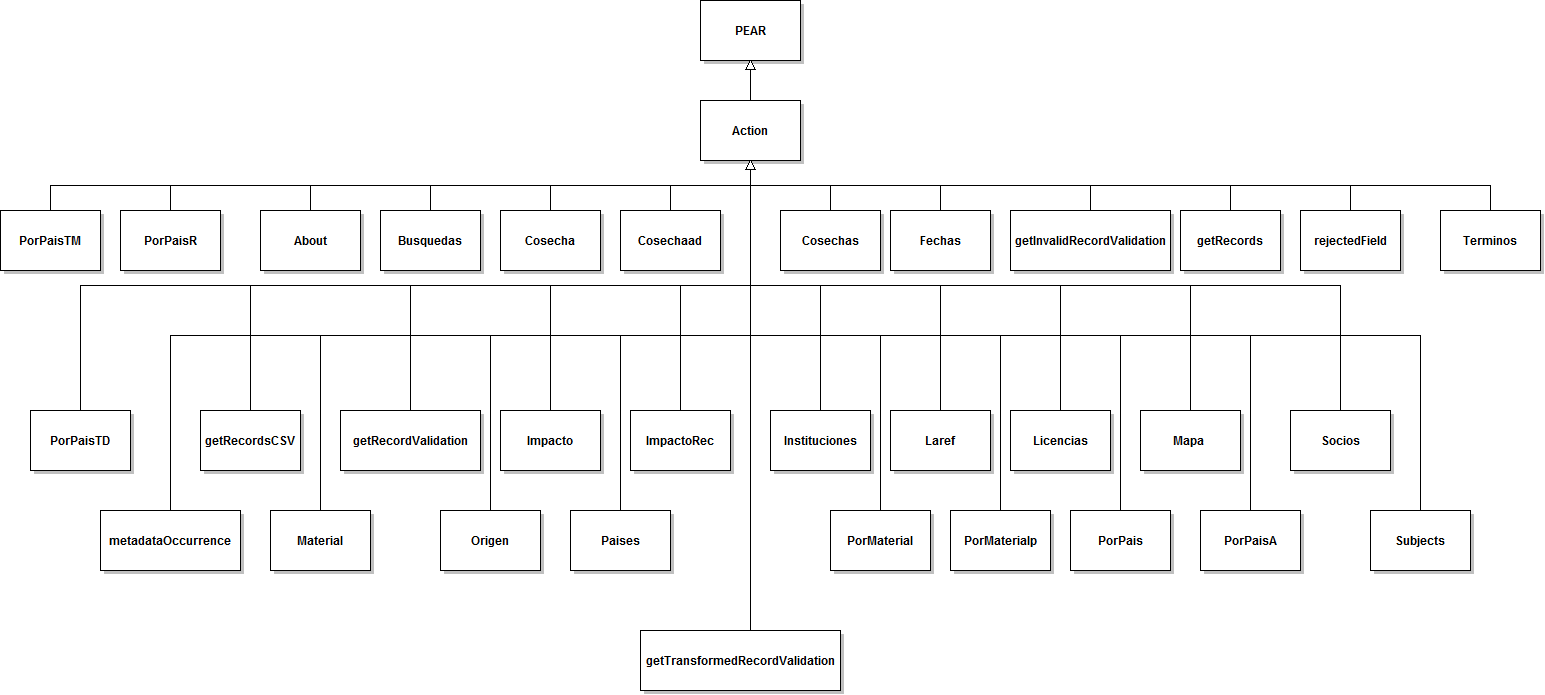 PEAR
Action
PorPaisTM
PorPaisR
About
Busquedas
Cosecha
Cosechaad
Cosechas
Fechas
getInvalidRecordValidation
getRecords
rejectedField
Terminos
PorPaisTD
getRecordsCSV
getRecordValidation
Impacto
ImpactoRec
Instituciones
Laref
Licencias
Mapa
Socios
metadataOccurrence
Material
Origen
Paises
PorMaterial
PorMaterialp
PorPais
PorPaisA
Subjects
getTransformedRecordValidation